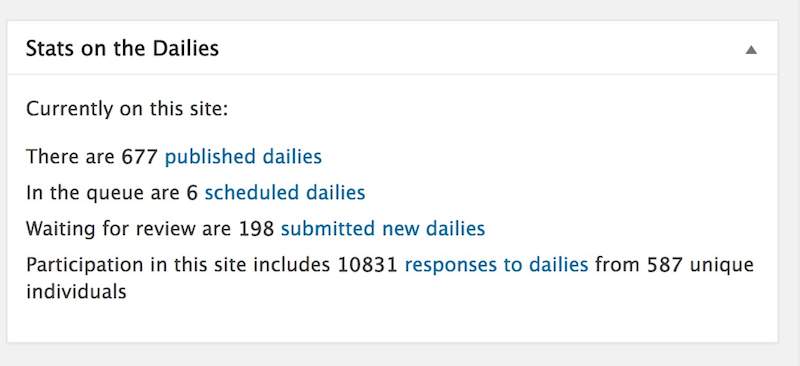 Stats on the Dailies
Currently on this site:
There are 677 published dailies
In the queue are 6 scheduled dailies
Waiting for review are 198 submitted new dailies
Participation in this site includes 10831 responses to dailies from 587 unique
individuals